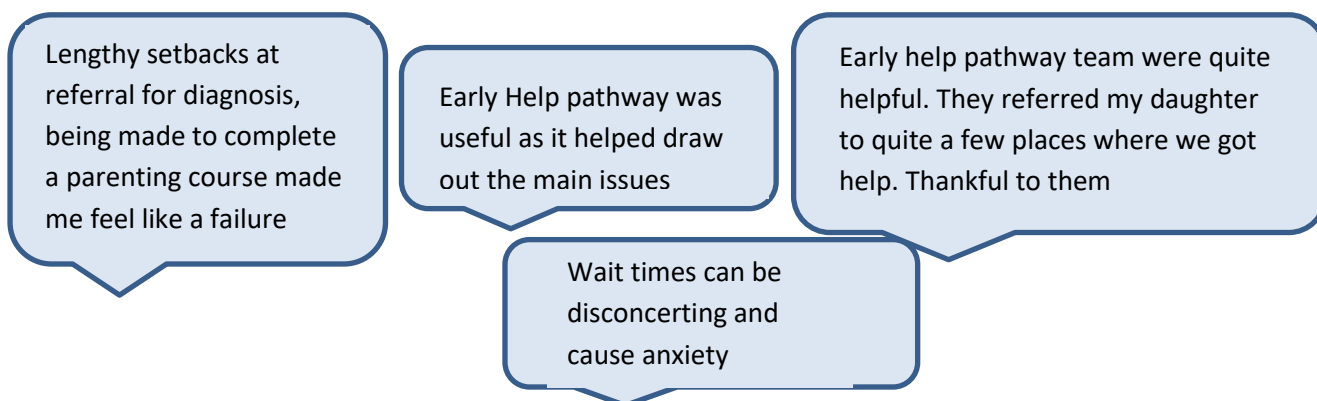 Lengthy setbacks at
referral for diagnosis,
being made to complete
a parenting course made
me feel like a failure
Early Help pathway was
useful as it helped draw
out the main issues
Early help pathway team were quite
helpful. They referred my daughter
to quite a few places where we got
help. Thankful to them
Wait times can be
disconcerting and
cause anxiety